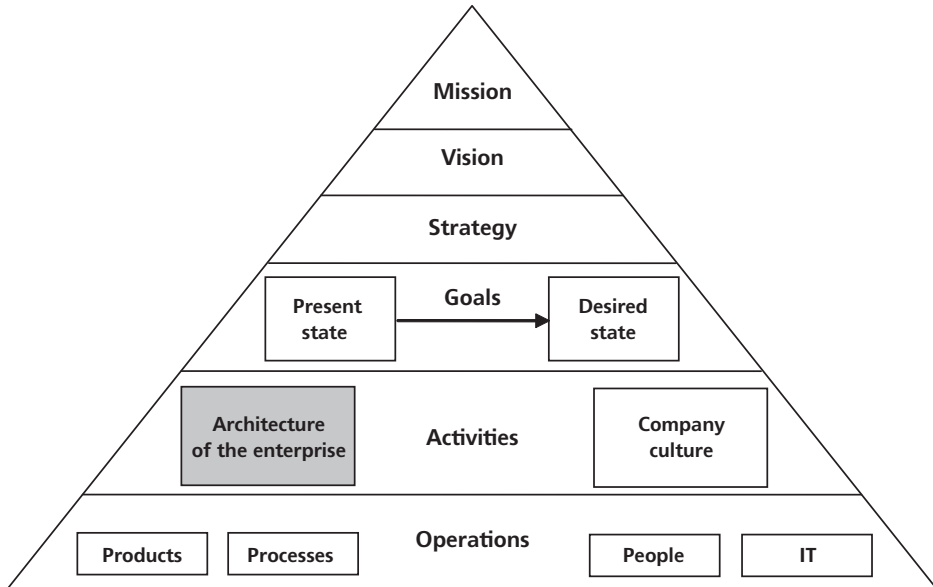 Mission
Vision
Strategy
Present
state
Goals
Desired
state
Architecture
of the enterprise
Activities
Company
culture
Products
Processes
Operations
People
IT